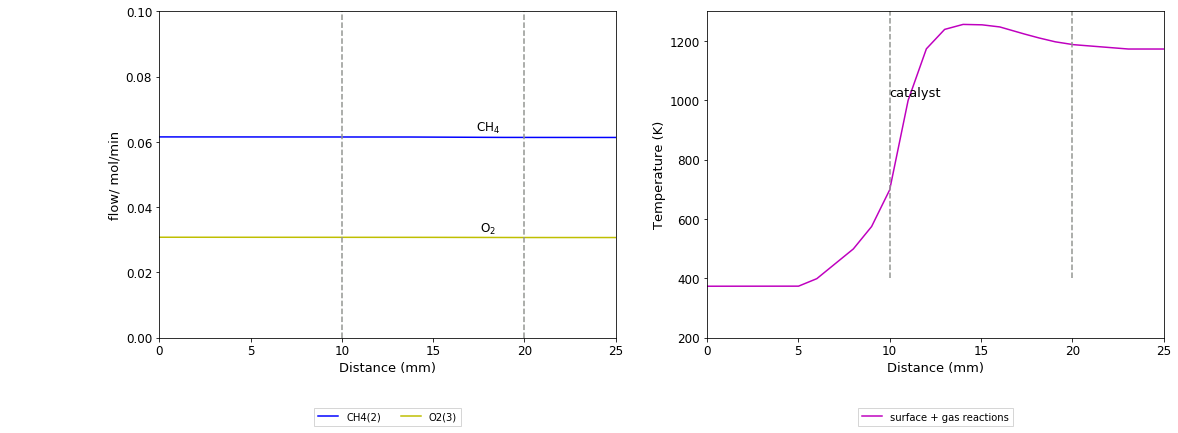 0.10
0.08
0.06
0.04
0.02
0.00
flow/ mol/min
CH₄
O₂
0 5 10 15 20 25
Distance (mm)
CH4(2) O2(3)
1200
1000
800
600
400
200
Temperature (K)
catalyst
0 5 10 15 20 25
Distance (mm)
surface + gas reactions